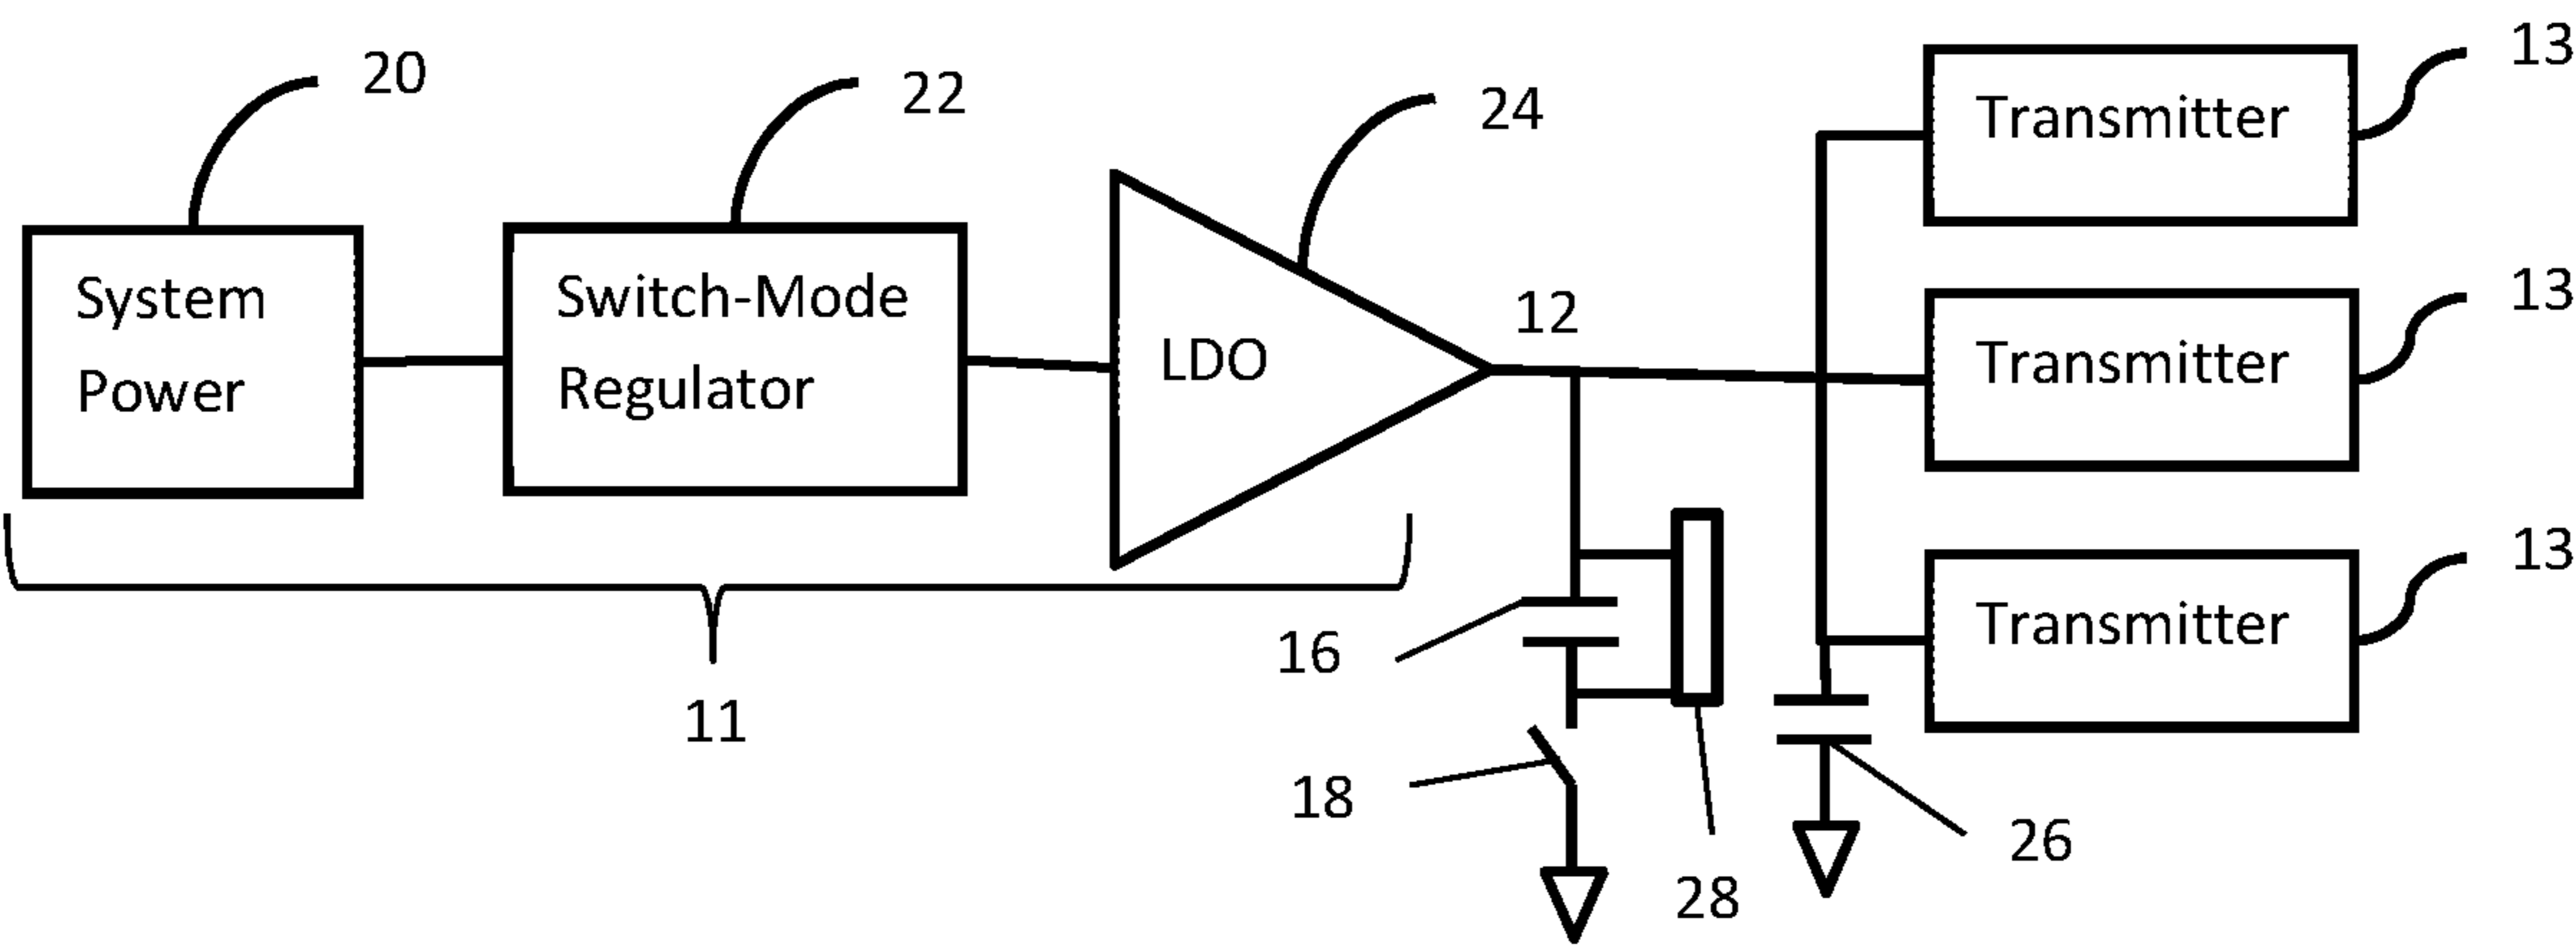 20
22
24
13
Transmitter
System
Power
Switch-Mode
Regulator
LDO
12
13
Transmitter
13
Transmitter
16
11
18
28
26